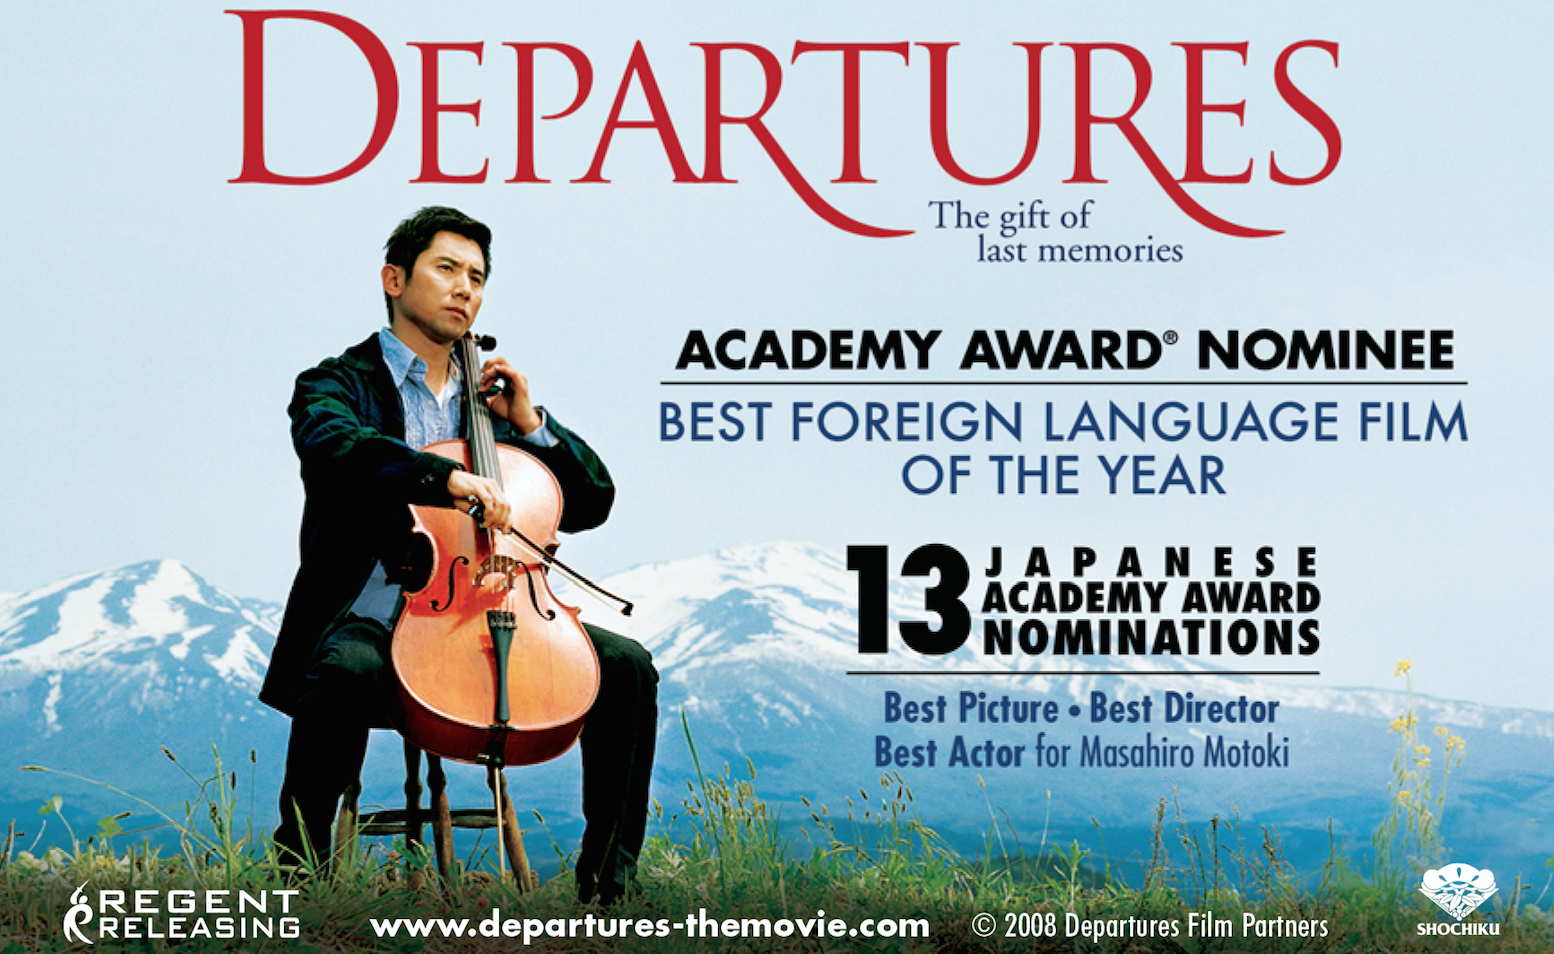 DEPARTURES
The gift of
last memories
ACADEMY AWARD® NOMINEE
BEST FOREIGN LANGUAGE FILM
OF THE YEAR
13 JAPANESE
ACADEMY AWARD
NOMINATIONS
Best Picture • Best Director
Best Actor for Masahiro Motoki
REGENT
RELEASING
www.departures-themovie.com
© 2008 Departures Film Partners
SHOCHIKU